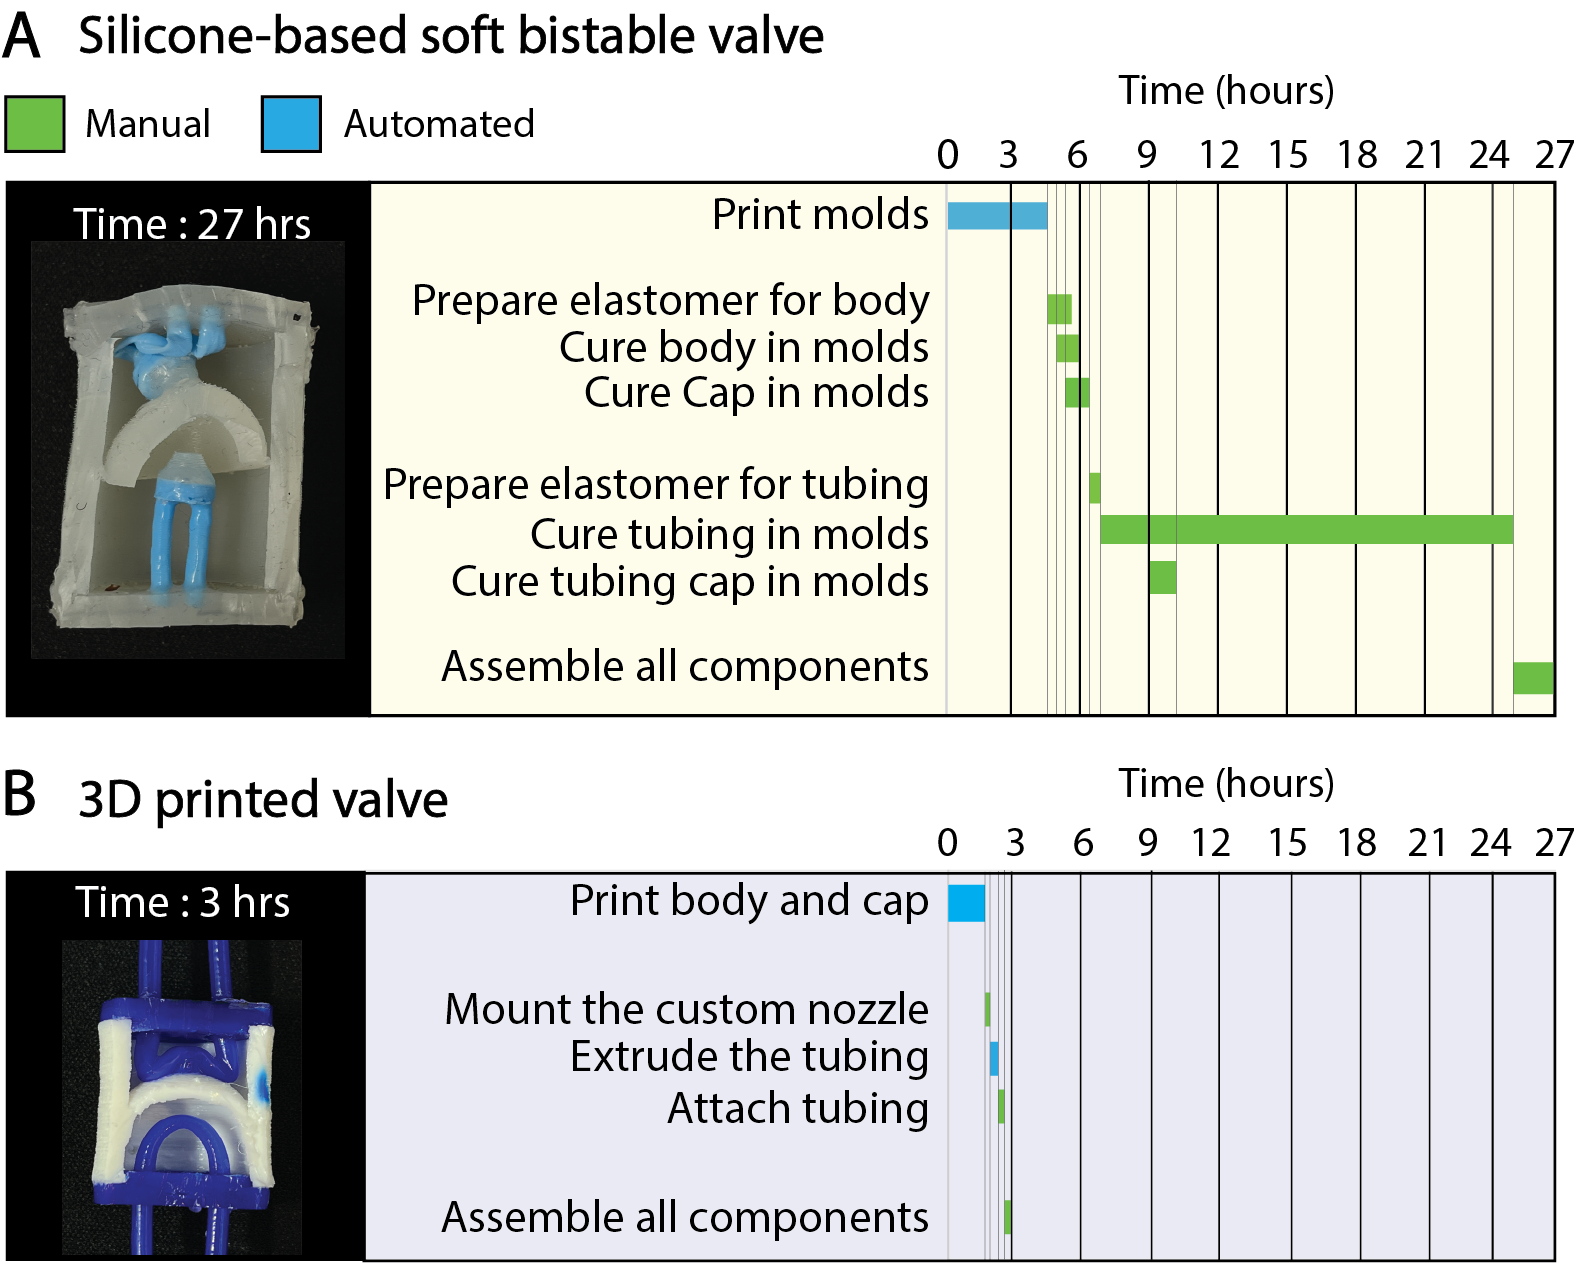 A Silicone-based soft bistable valve
Manual Automated
Time (hours)
0 3 6 9 12 15 18 21 24 27
Time : 27 hrs
Print molds
Prepare elastomer for body
Cure body in molds
Cure Cap in molds
Prepare elastomer for tubing
Cure tubing in molds
Cure tubing cap in molds
Assemble all components
B 3D printed valve
Time (hours)
0 3 6 9 12 15 18 21 24 27
Time : 3 hrs
Print body and cap
Mount the custom nozzle
Extrude the tubing
Attach tubing
Assemble all components